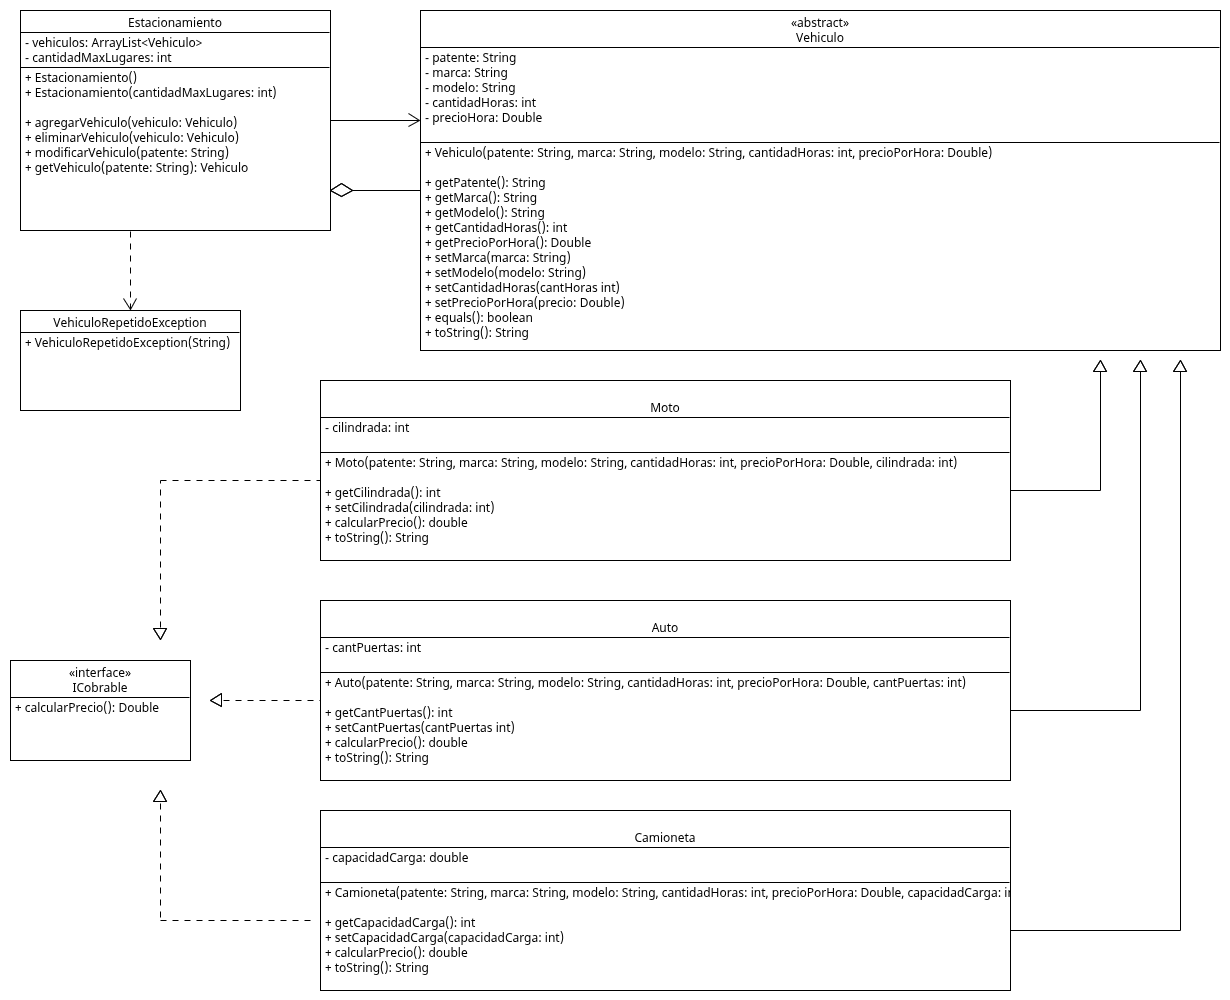 Estacionamiento
- vehiculos: ArrayList<Vehiculo>
- cantidadMaxLugares: int
+ Estacionamiento()
+ Estacionamiento(cantidadMaxLugares: int)
+ agregarVehiculo(vehiculo: Vehiculo)
+ eliminarVehiculo(vehiculo: Vehiculo)
+ modificarVehiculo(patente: String)
+ getVehiculo(patente: String): Vehiculo
«abstract»
Vehiculo
- patente: String
- marca: String
- modelo: String
- cantidadHoras: int
- precioHora: Double
+ Vehiculo(patente: String, marca: String, modelo: String, cantidadHoras: int, precioPorHora: Double)
+ getPatente(): String
+ getMarca(): String
+ getModelo(): String
+ getCantidadHoras(): int
+ getPrecioPorHora(): Double
+ setMarca(marca: String)
+ setModelo(modelo: String)
+ setCantidadHoras(cantHoras int)
+ setPrecioPorHora(precio: Double)
+ equals(): boolean
+ toString(): String
VehiculoRepetidoException
+ VehiculoRepetidoException(String)
Moto
- cilindrada: int
+ Moto(patente: String, marca: String, modelo: String, cantidadHoras: int, precioPorHora: Double, cilindrada: int)
+ getCilindrada(): int
+ setCilindrada(cilindrada: int)
+ calcularPrecio(): double
+ toString(): String
Auto
- cantPuertas: int
+ Auto(patente: String, marca: String, modelo: String, cantidadHoras: int, precioPorHora: Double, cantPuertas: int)
+ getCantPuertas(): int
+ setCantPuertas(cantPuertas int)
+ calcularPrecio(): double
+ toString(): String
«interface»
ICobrable
+ calcularPrecio(): Double
Camioneta
- capacidadCarga: double
+ Camioneta(patente: String, marca: String, modelo: String, cantidadHoras: int, precioPorHora: Double, capacidadCarga:
+ getCapacidadCarga(): int
+ setCapacidadCarga(capacidadCarga: int)
+ calcularPrecio(): double
+ toString(): String